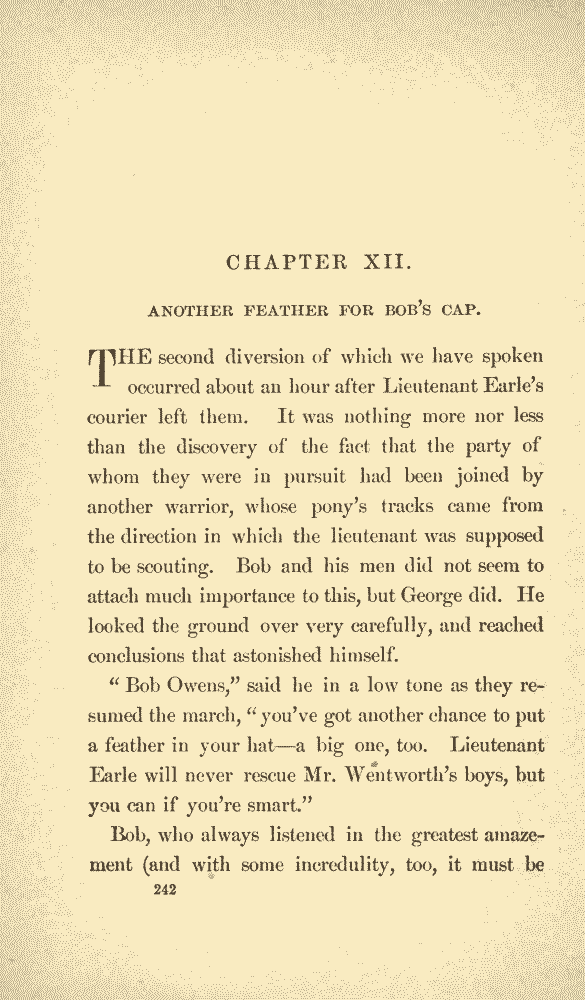 CHAPTER XII.
ANOTHER FEATHER FOR BOB'S CAP.
THE second diversion of which we have spoken
occurred about an hour after Lieutenant Earle's
courier left them. It was nothing more nor less
than the discovery of the fact that the party of
whom they were in pursuit had been joined by
another warrior, whose pony's tracks came from
the direction in which the lieutenant was supposed
to be scouting. Bob and his men did not seem to
attach much importance to this, but George did. He
looked the ground over very carefully, and reached
conclusions that astonished himself.
“Bob Owens,” said he in a low tone as they re-
sumed the march, “you've got another chance to put
a feather in your hat—a big one, too. Lieutenant
Earle will never rescue Mr. Wentworth's boys, but
you can if you're smart.”
Bob, who always listened in the greatest amaze-
ment (and with some incredulity, too, it must be
242